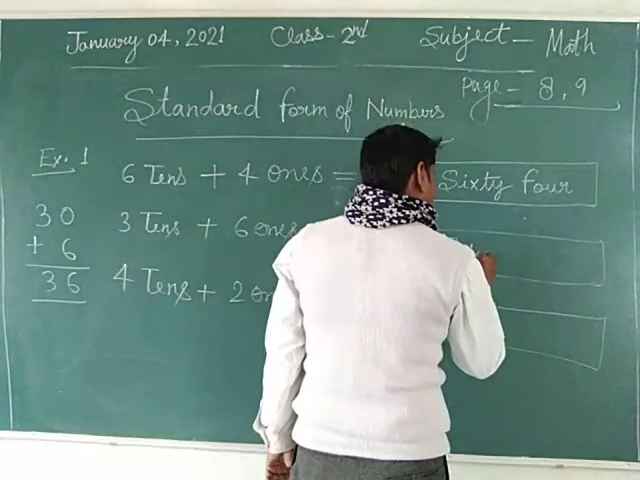 January 04, 2021 Class - 2nd Subject - Math
Page - 8, 9
Standard form of Numbers
Ex. 1
6 Tens + 4 ones = Sixty four
30
+ 6
36
3 Tens + 6 ones
4 Tens + 2